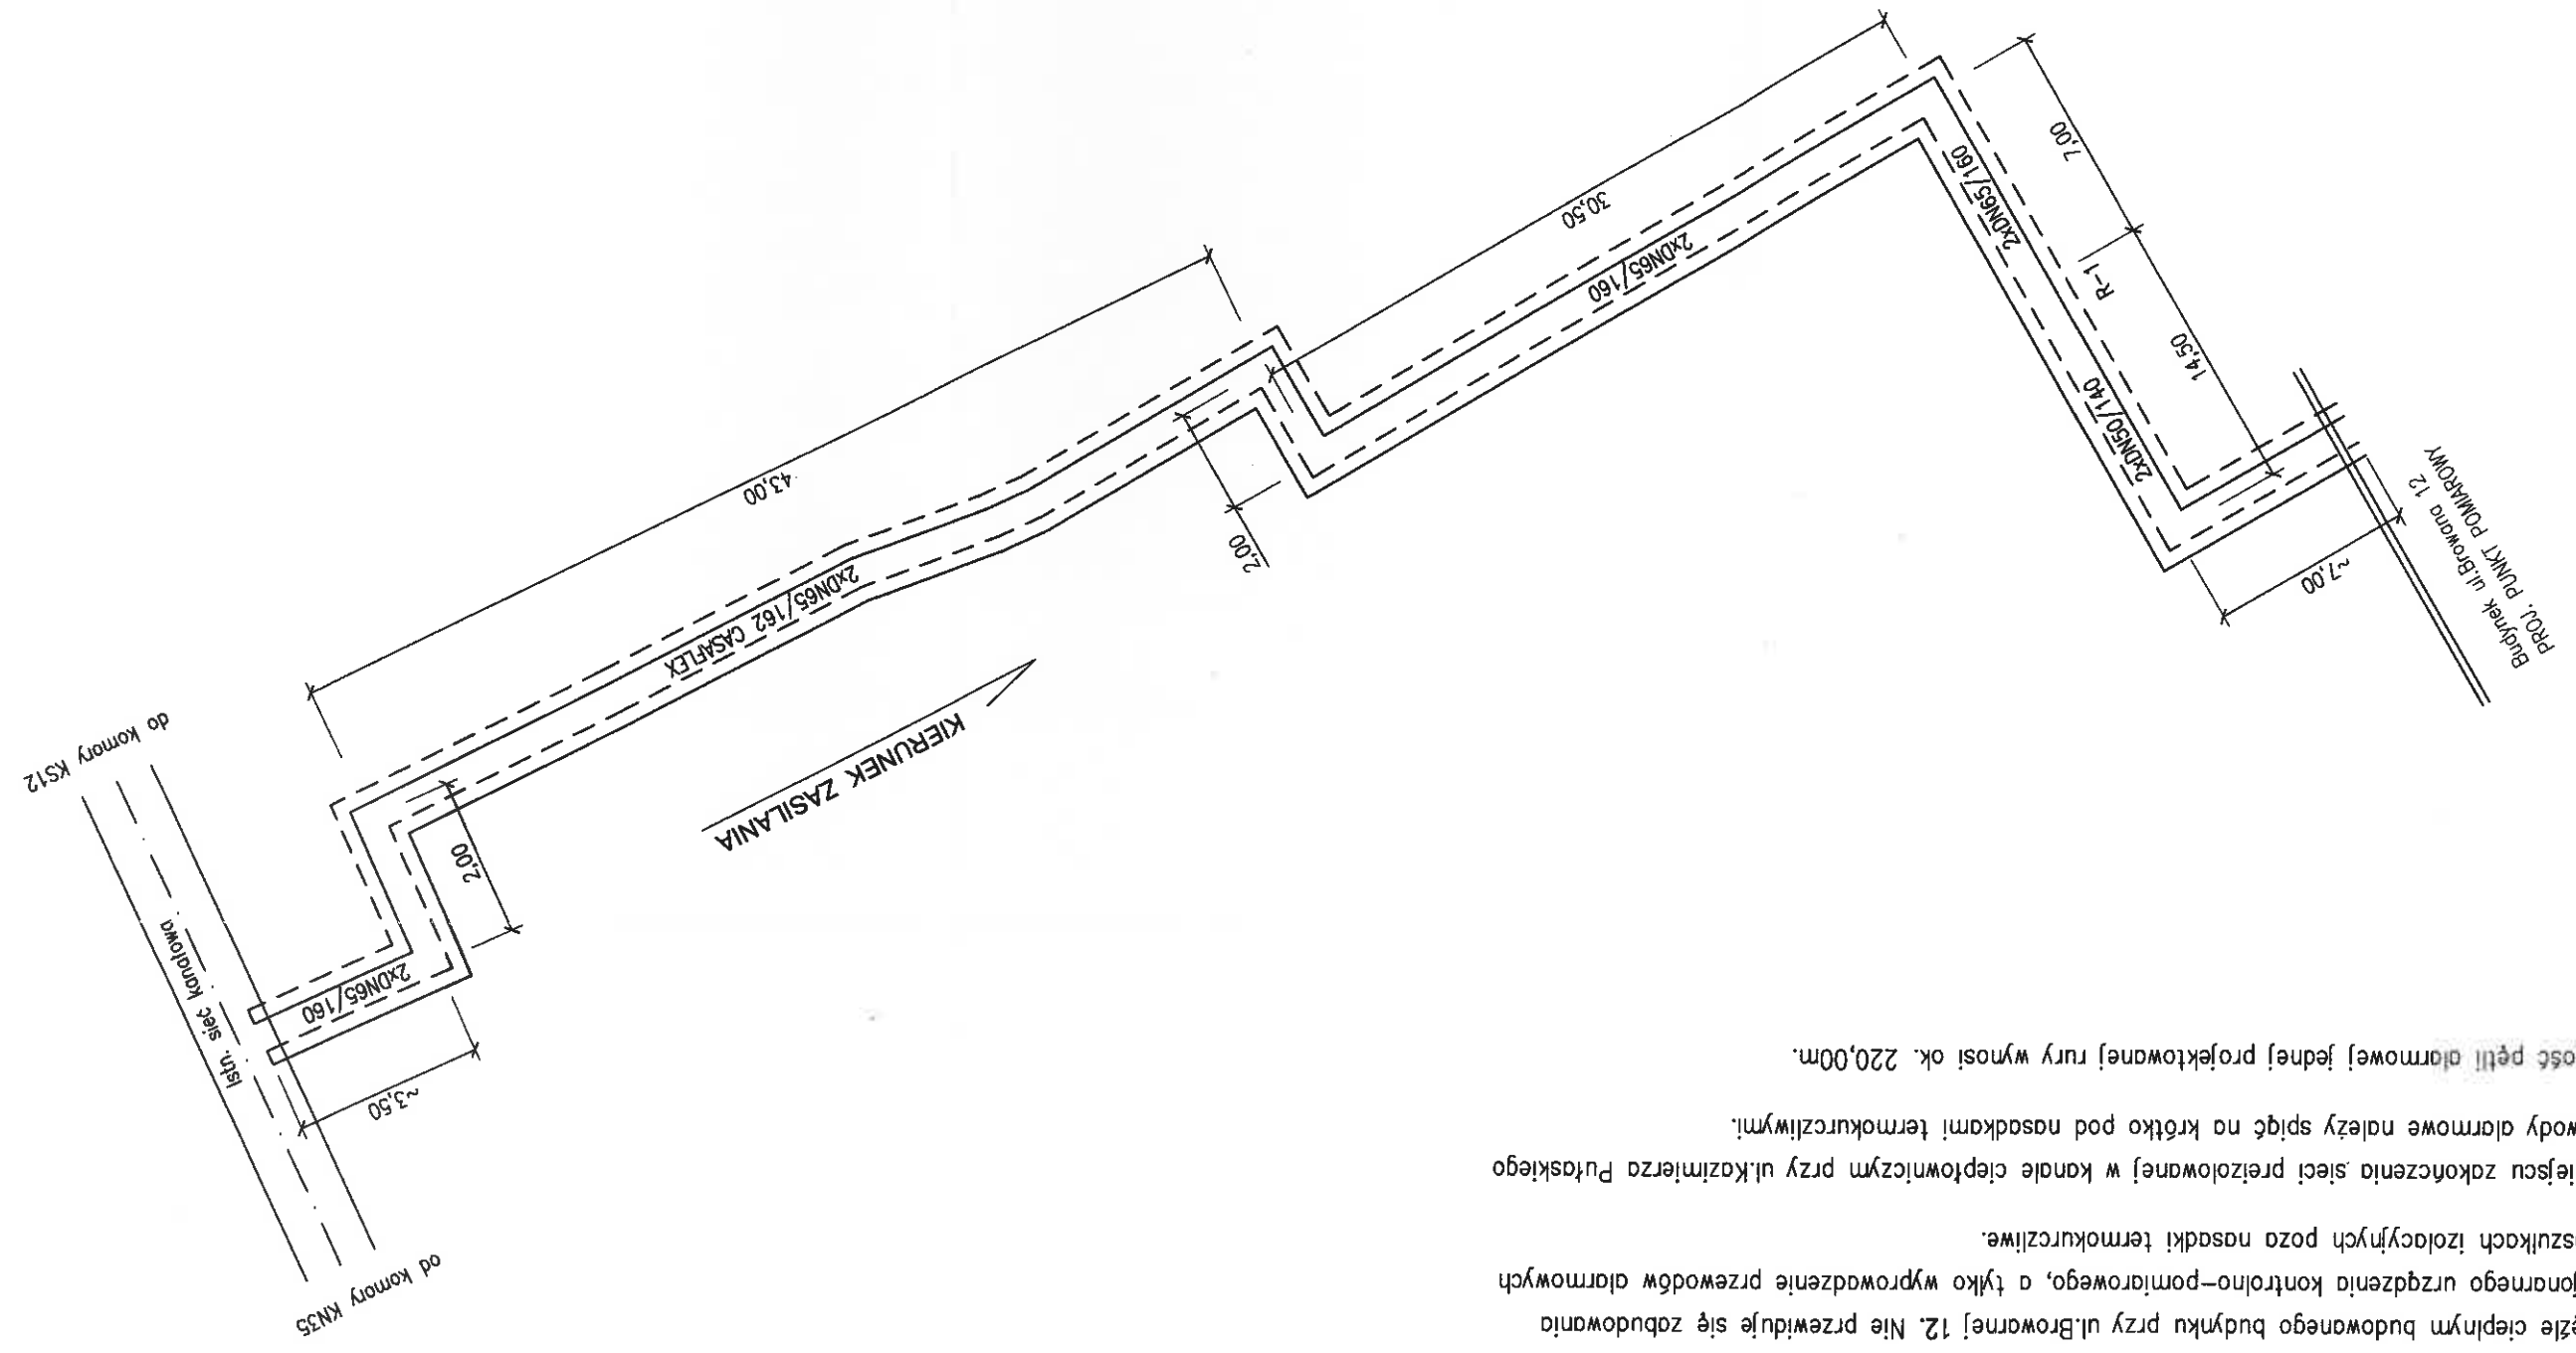 ęźle cieplnym budowanego budynku przy ul.Browarnej 12. Nie przewiduje się zabudowania
jonarnego urządzenia kontrolno–pomiarowego, a tylko wyprowadzenie przewodów alarmowych
szulkach izolacyjnych poza nasadki termokurczliwe.
iejscu zakończenia sieci preizolowanej w kanale ciepłowniczym przy ul.Kazimierza Pułaskiego
wody alarmowe należy spiąć na krótko pod nasadkami termokurczliwymi.
ość pętli alarmowej jednej projektowanej rury wynosi ok. 220,00m.
od komory KN35
Istn. sieć kanałowa
do komory KS12
~3,50
2xDN65/160
2,00
KIERUNEK ZASILANIA
2xDN65/162 CASAFLEX
43,00
2,00
30,50
2xDN65/160
2xDN65/160
7,00
R-1
14,50
2xDN50/140
~7,00
Budynek ul.Browana 12
PROJ. PUNKT POMIAROWY